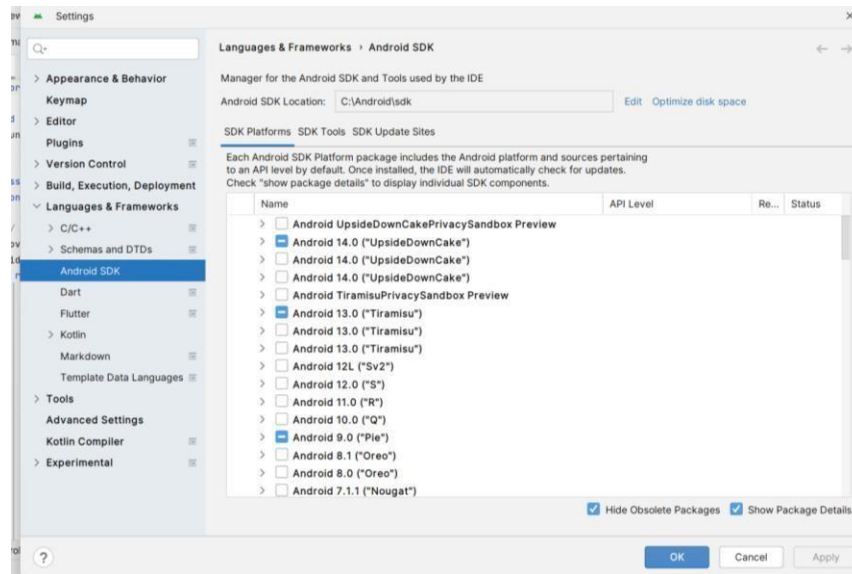 Settings
Languages & Frameworks › Android SDK
Manager for the Android SDK and Tools used by the IDE
Android SDK Location: C:\Android\sdk Edit Optimize disk space
SDK Platforms SDK Tools SDK Update Sites
Each Android SDK Platform package includes the Android platform and sources pertaining
to an API level by default. Once installed, the IDE will automatically check for updates.
Check "show package details" to display individual SDK components.
Name API Level Re... Status
Android UpsideDownCakePrivacySandbox Preview
Android 14.0 ("UpsideDownCake")
Android 14.0 ("UpsideDownCake")
Android 14.0 ("UpsideDownCake")
Android TiramisuPrivacySandbox Preview
Android 13.0 ("Tiramisu")
Android 13.0 ("Tiramisu")
Android 13.0 ("Tiramisu")
Android 12L ("Sv2")
Android 12.0 ("S")
Android 11.0 ("R")
Android 10.0 ("Q")
Android 9.0 ("Pie")
Android 8.1 ("Oreo")
Android 8.0 ("Oreo")
Android 7.1.1 ("Nougat")
Hide Obsolete Packages Show Package Details
Appearance & Behavior
Keymap
Editor
Plugins
Version Control
Build, Execution, Deployment
Languages & Frameworks
C/C++
Schemas and DTDs
Android SDK
Dart
Flutter
Kotlin
Markdown
Template Data Languages
Tools
Advanced Settings
Kotlin Compiler
Experimental
?
OK Cancel Apply